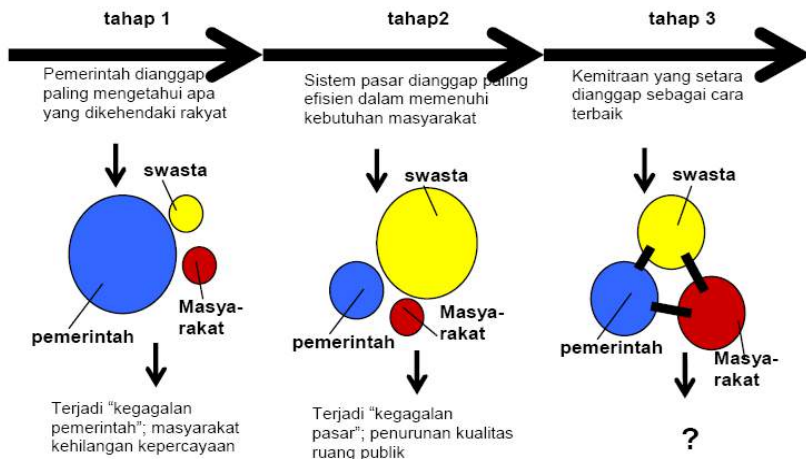 tahap 1
Pemerintah dianggap
paling mengetahui apa
yang dikehendaki rakyat
swasta
Masya-
rakat
pemerintah
Terjadi “kegagalan
pemerintah”; masyarakat
kehilangan kepercayaan
tahap2
Sistem pasar dianggap paling
efisien dalam memenuhi
kebutuhan masyarakat
swasta
Masya-
rakat
pemerintah
Terjadi “kegagalan
pasar”; penurunan kualitas
ruang publik
tahap 3
Kemitraan yang setara
dianggap sebagai cara
terbaik
swasta
pemerintah
Masya-
rakat
?